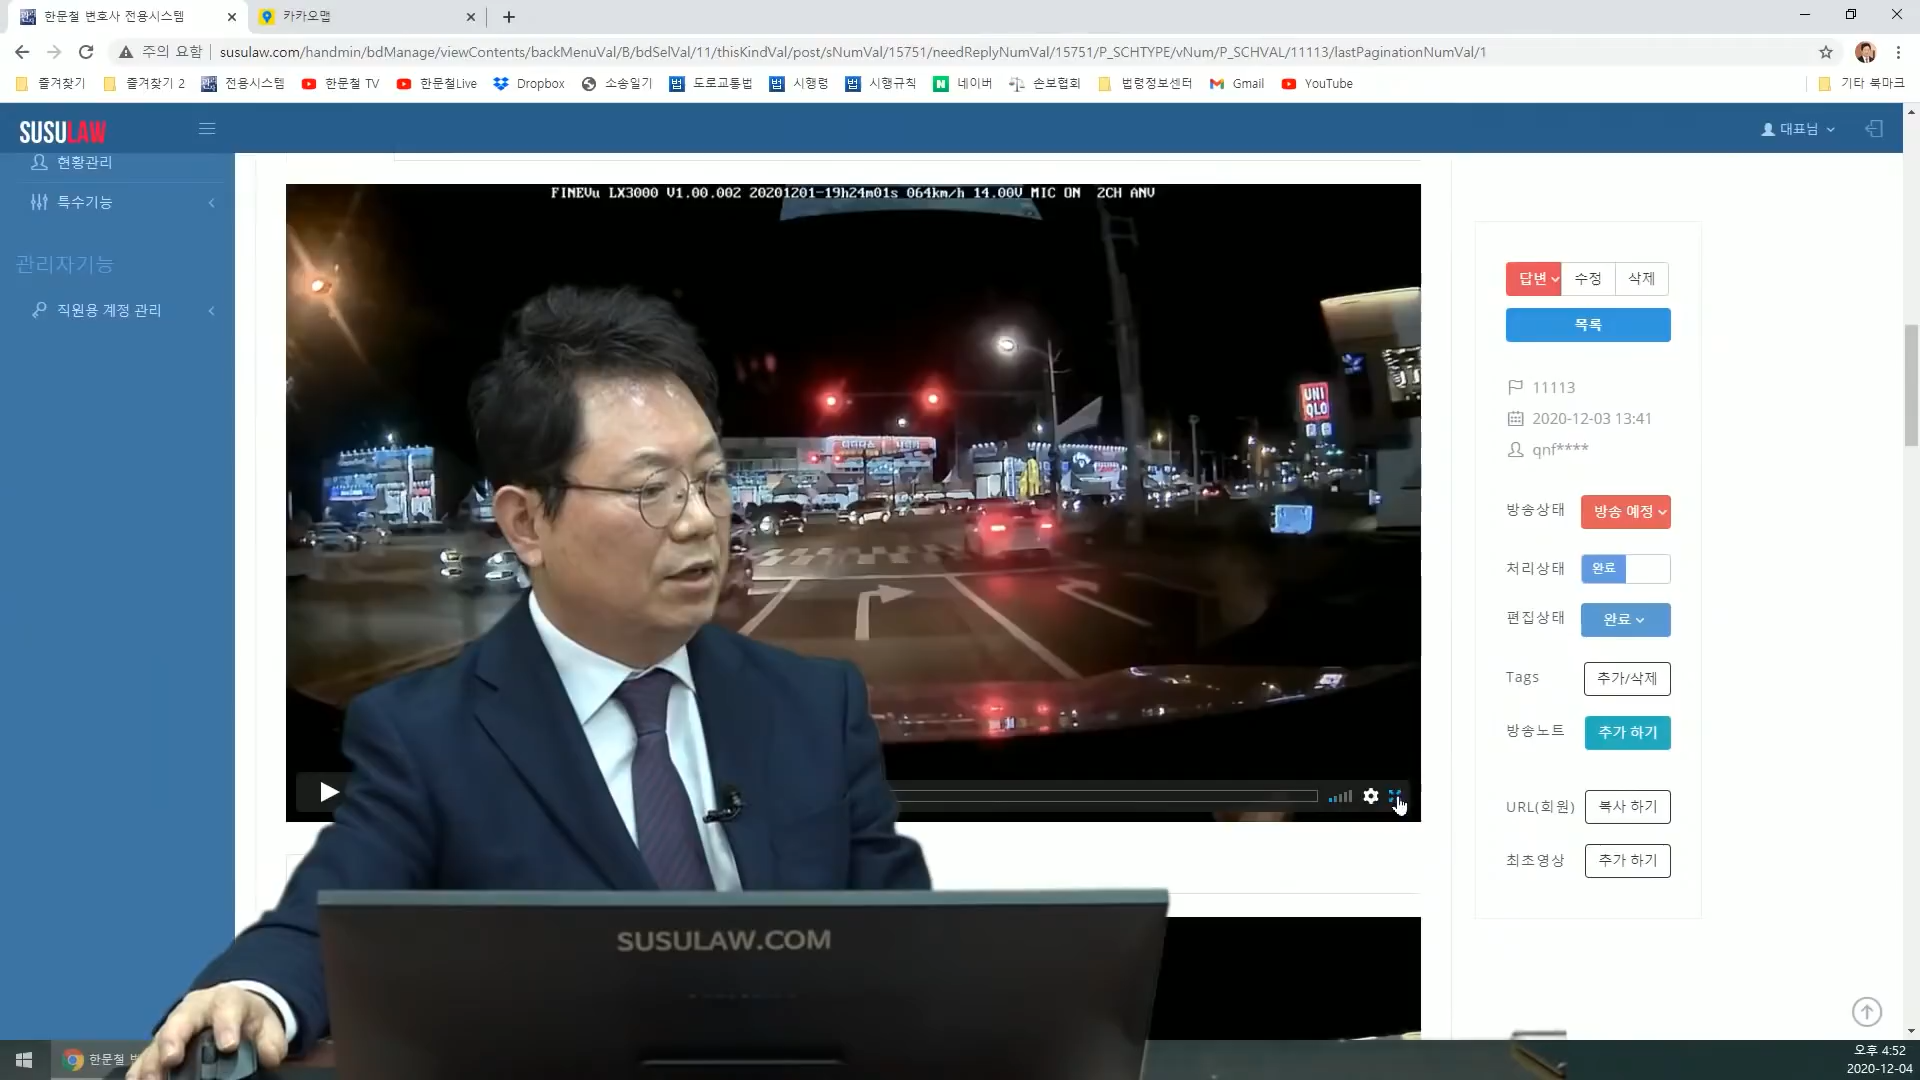 한문철 변호사 전용시스템
카카오맵
주의 요함
susulaw.com/handmin/bdManage/viewContents/backMenuVal/B/bdSelVal/11/thisKindVal/post/sNumVal/15751/needReplyNumVal/15751/P_SCHTYPE/vNum/P_SCHVAL/11113/lastPaginationNumVal/1
즐겨찾기
즐겨찾기 2
전용시스템
한문철 TV
한문철Live
Dropbox
소송일기
도로교통법
시행령
시행규칙
네이버
손보협회
법령정보센터
Gmail
YouTube
기타 북마크
SUSULAW
대표님
현황관리
특수기능
관리자기능
직원용 계정 관리
FINEVu LX3000 V1.00.002 20201201-19h24m01s 064km/h 14.00V MIC ON 2CH ANV
UNI
QLO
답변
수정
삭제
목록
11113
2020-12-03 13:41
qnf****
방송상태
방송 예정
처리상태
완료
편집상태
완료
Tags
추가/삭제
방송노트
추가 하기
URL(회원)
복사 하기
최초영상
추가 하기
SUSULAW.COM
한문철
오후 4:52
2020-12-04